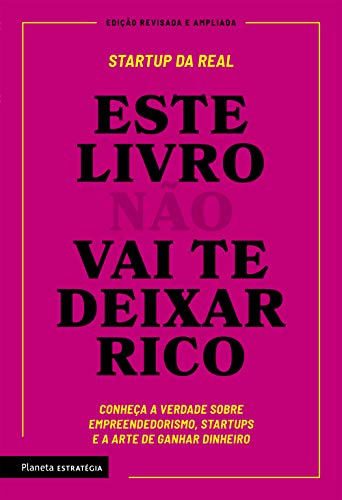 EDIÇÃO REVISADA E AMPLIADA
STARTUP DA REAL
ESTE
LIVRO
NÃO
VAI TE
DEIXAR
RICO
CONHEÇA A VERDADE SOBRE
EMPREENDEDORISMO, STARTUPS
E A ARTE DE GANHAR DINHEIRO
Planeta ESTRATÉGIA